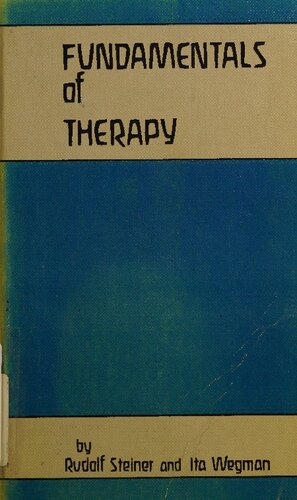 FUNDAMENTALS
of
THERAPY
by
Rudolf Steiner and Ita Wegman